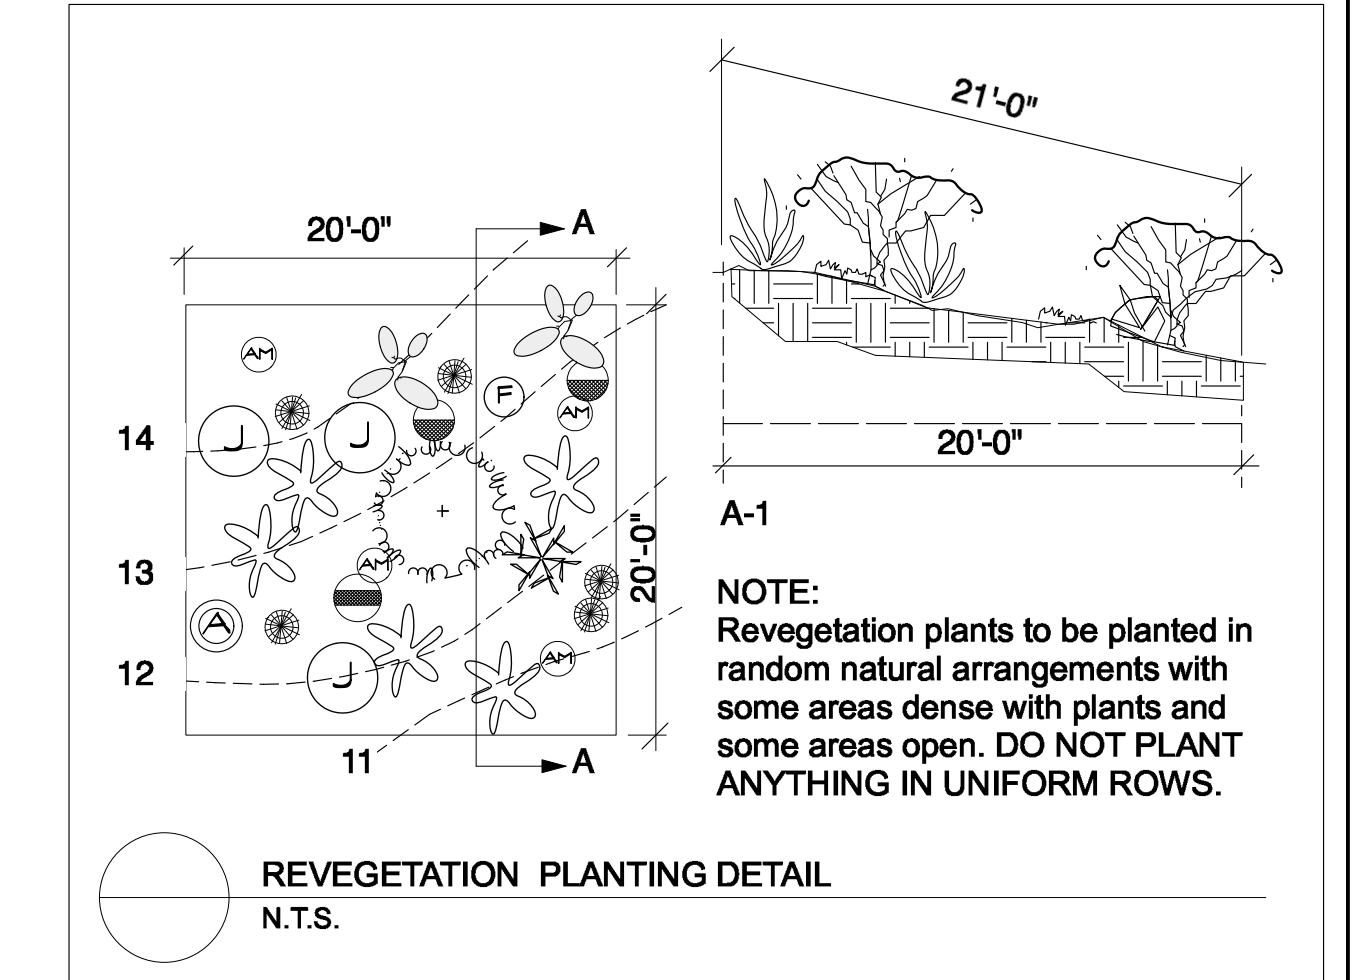 21'-0"
20'-0"
A
AM
F
AM
J
J
14
20'-0"
A-1
20'-0"
13
AM
A
12
J
AM
11
A
NOTE:
Revegetation plants to be planted in
random natural arrangements with
some areas dense with plants and
some areas open. DO NOT PLANT
ANYTHING IN UNIFORM ROWS.
REVEGETATION PLANTING DETAIL
N.T.S.